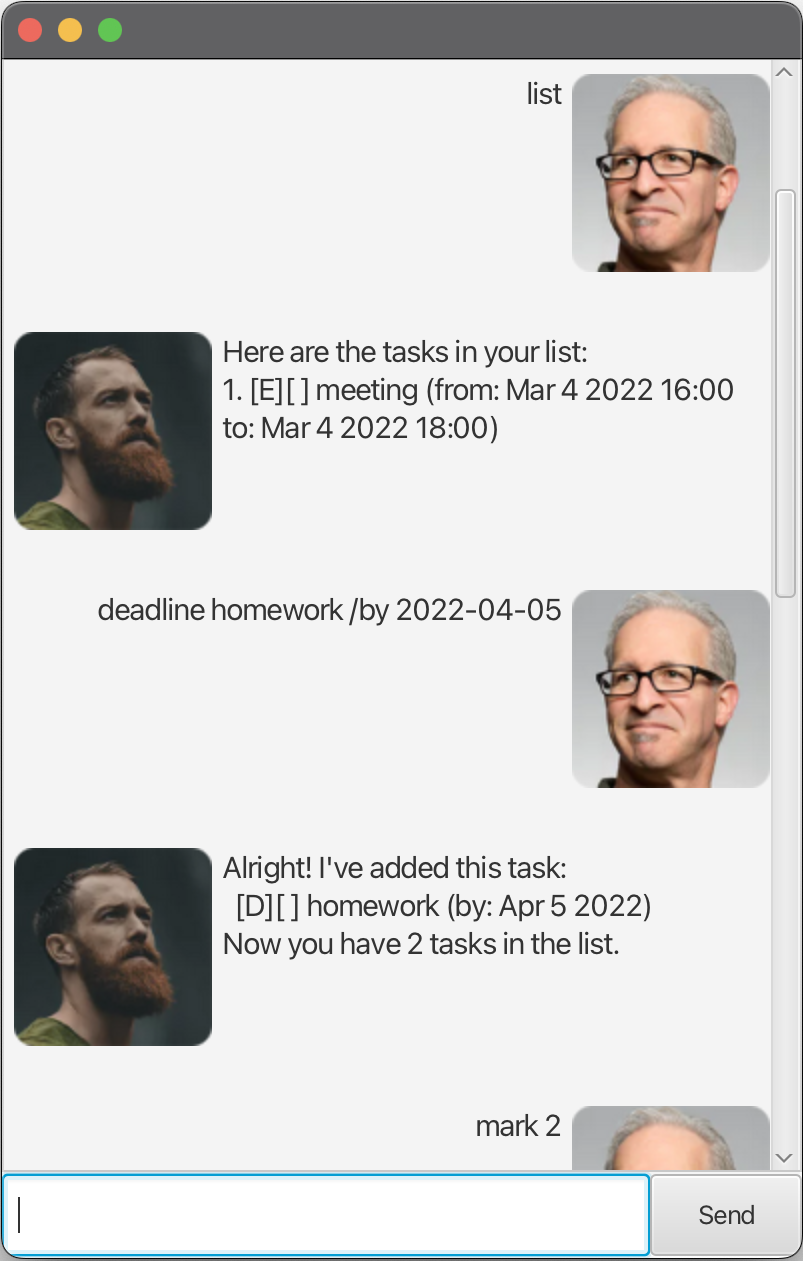 list
Here are the tasks in your list:
1. [E][ ] meeting (from: Mar 4 2022 16:00
to: Mar 4 2022 18:00)
deadline homework /by 2022-04-05
Alright! I've added this task:
  [D][ ] homework (by: Apr 5 2022)
Now you have 2 tasks in the list.
mark 2
Send